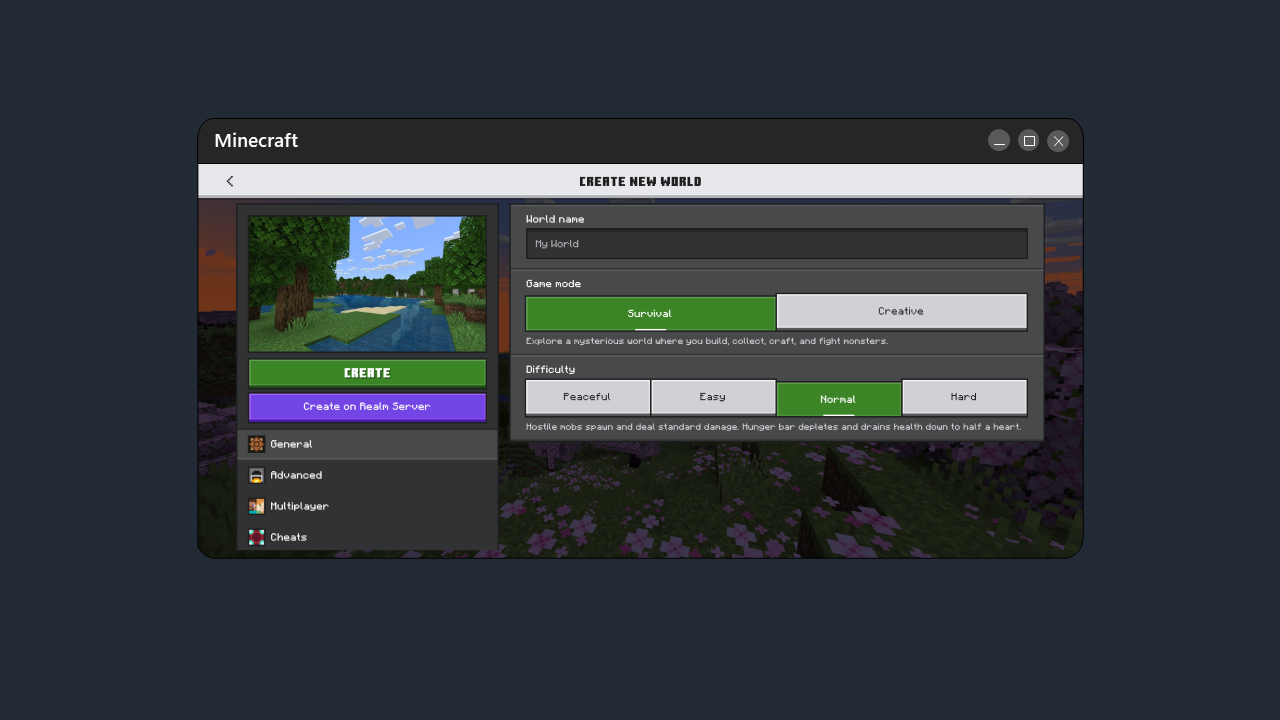 Minecraft
CREATE NEW WORLD
CREATE
Create on Realm Server
General
Advanced
Multiplayer
Cheats
World name
My World
Game mode
Survival
Creative
Explore a mysterious world where you build, collect, craft, and fight monsters.
Difficulty
Peaceful
Easy
Normal
Hard
Hostile mobs spawn and deal standard damage. Hunger bar depletes and drains health down to half a heart.